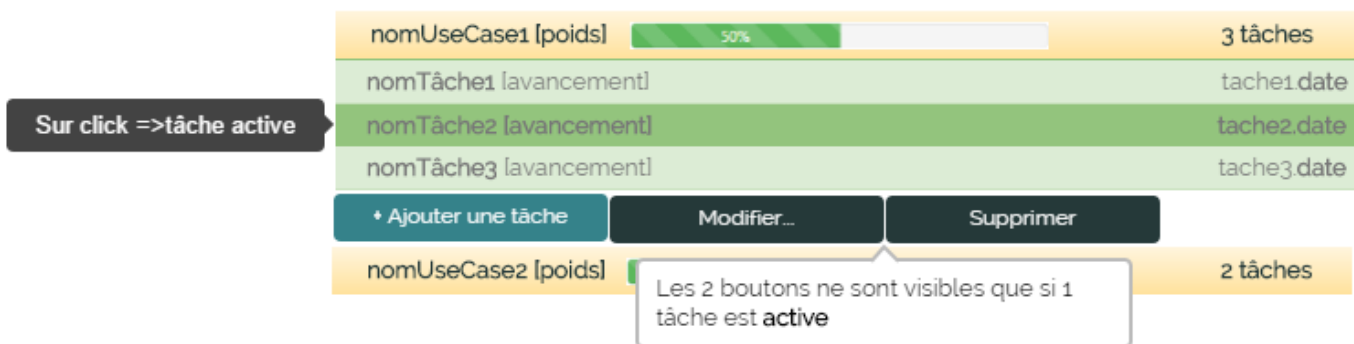 nomUseCase1 [poids] 50% 3 tâches
nomTâche1 [avancement] tache1.date
Sur click =>tâche active
nomTâche2 [avancement] tache2.date
nomTâche3 [avancement] tache3.date
+ Ajouter une tâche Modifier... Supprimer
nomUseCase2 [poids] 2 tâches
Les 2 boutons ne sont visibles que si 1
tâche est active